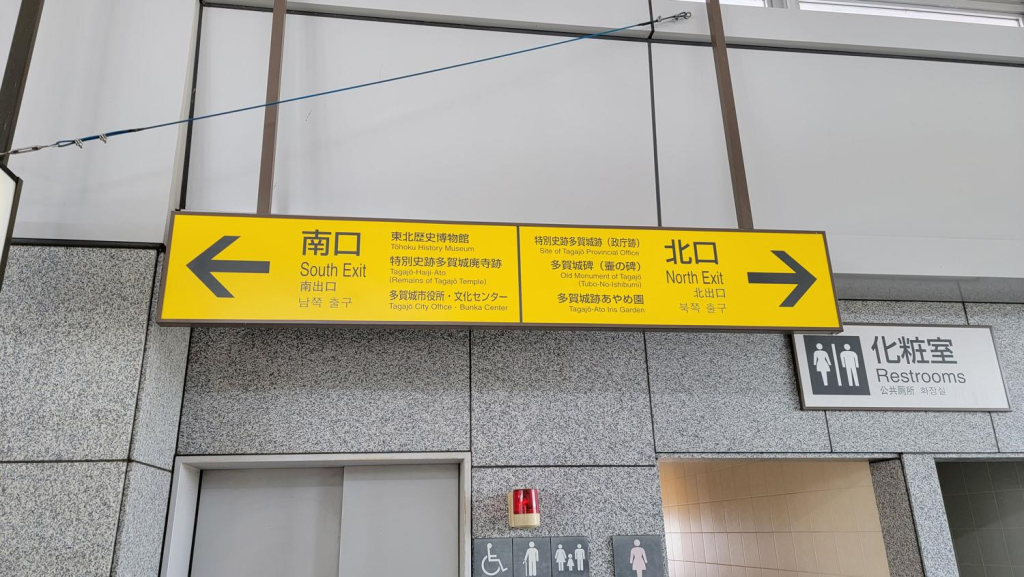 南口
South Exit
南出口
남쪽 출구
東北歴史博物館
Tōhoku History Museum
特別史跡多賀城廃寺跡
Tagajō-Haiji-Ato
(Remains of Tagajō Temple)
多賀城市役所・文化センター
Tagajō City Office・Bunka Center
特別史跡多賀城跡（政庁跡）
Site of Tagajō Provincial Office
多賀城碑（壷の碑）
Old Monument of Tagajō
(Tubo-No-Ishibumi)
多賀城跡あやめ園
Tagajō-Ato Iris Garden
北口
North Exit
北出口
북쪽 출구
化粧室
Restrooms
公共厠所 화장실